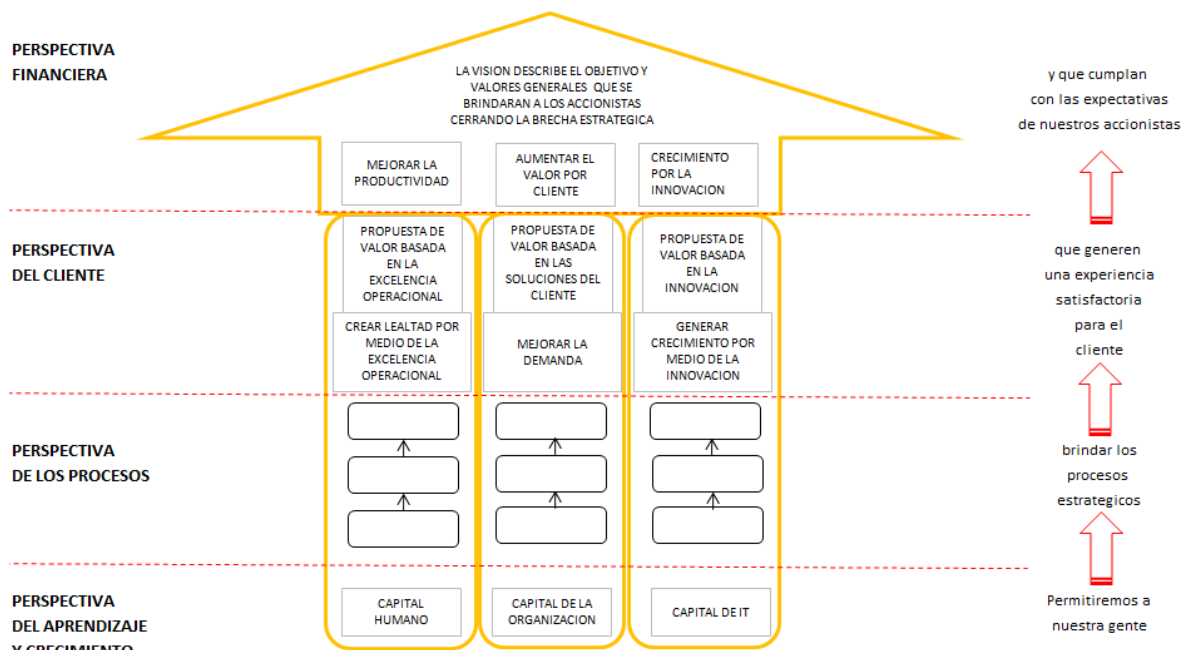 PERSPECTIVA
FINANCIERA
LA VISION DESCRIBE EL OBJETIVO Y
VALORES GENERALES QUE SE
BRINDARAN A LOS ACCIONISTAS
CERRANDO LA BRECHA ESTRATEGICA
y que cumplan
con las expectativas
de nuestros accionistas
MEJORAR LA
PRODUCTIVIDAD
AUMENTAR EL
VALOR POR
CLIENTE
CRECIMIENTO
POR LA
INNOVACION
PERSPECTIVA
DEL CLIENTE
PROPUESTA DE
VALOR BASADA
EN LA
EXCELENCIA
OPERACIONAL
PROPUESTA DE
VALOR BASADA
EN LAS
SOLUCIONES DEL
CLIENTE
PROPUESTA DE
VALOR BASADA
EN LA
INNOVACION
que generen
una experiencia
satisfactoria
para el
cliente
CREAR LEALTAD POR
MEDIO DE LA
EXCELENCIA
OPERACIONAL
MEJORAR LA
DEMANDA
GENERAR
CRECIMIENTO POR
MEDIO DE LA
INNOVACION
PERSPECTIVA
DE LOS PROCESOS
brindar los
procesos
estrategicos
PERSPECTIVA
DEL APRENDIZAJE
Y CRECIMIENTO
CAPITAL
HUMANO
CAPITAL DE LA
ORGANIZACION
CAPITAL DE IT
Permitiremos a
nuestra gente